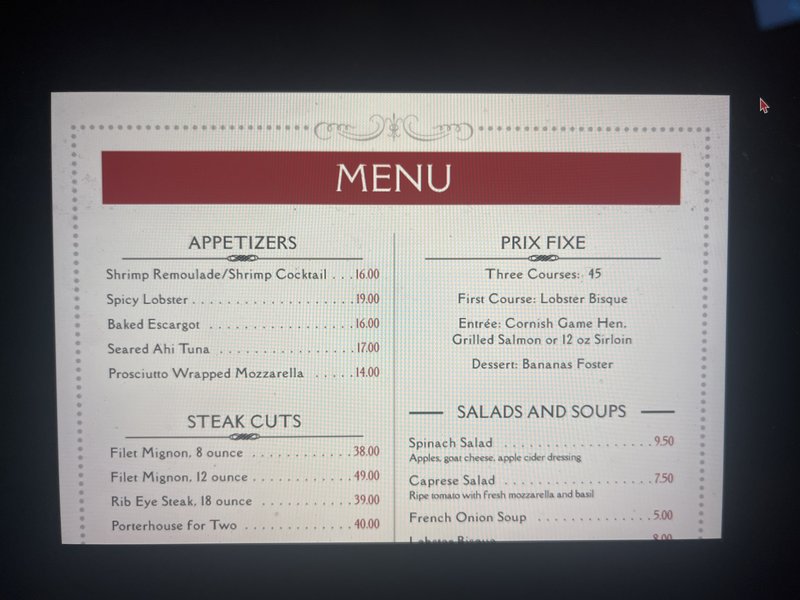 MENU
APPETIZERS
Shrimp Remoulade/Shrimp Cocktail . . . 16.00
Spicy Lobster . . . . . . . . . . . . . . . . . . . . . 19.00
Baked Escargot . . . . . . . . . . . . . . . . . . . 16.00
Seared Ahi Tuna . . . . . . . . . . . . . . . . . . 17.00
Prosciutto Wrapped Mozzarella . . . . . 14.00
STEAK CUTS
Filet Mignon, 8 ounce . . . . . . . . . . . . . 38.00
Filet Mignon, 12 ounce . . . . . . . . . . . . . 49.00
Rib Eye Steak, 18 ounce . . . . . . . . . . . . 39.00
Porterhouse for Two . . . . . . . . . . . . . . 40.00
PRIX FIXE
Three Courses: 45
First Course: Lobster Bisque
Entrée: Cornish Game Hen,
Grilled Salmon or 12 oz Sirloin
Dessert: Bananas Foster
SALADS AND SOUPS
Spinach Salad . . . . . . . . . . . . . . . . . . . 9.50
Apples, goat cheese, apple cider dressing
Caprese Salad . . . . . . . . . . . . . . . . . . . 7.50
Ripe tomato with fresh mozzarella and basil
French Onion Soup . . . . . . . . . . . . . . 5.00
Lobster Bisque 8.00